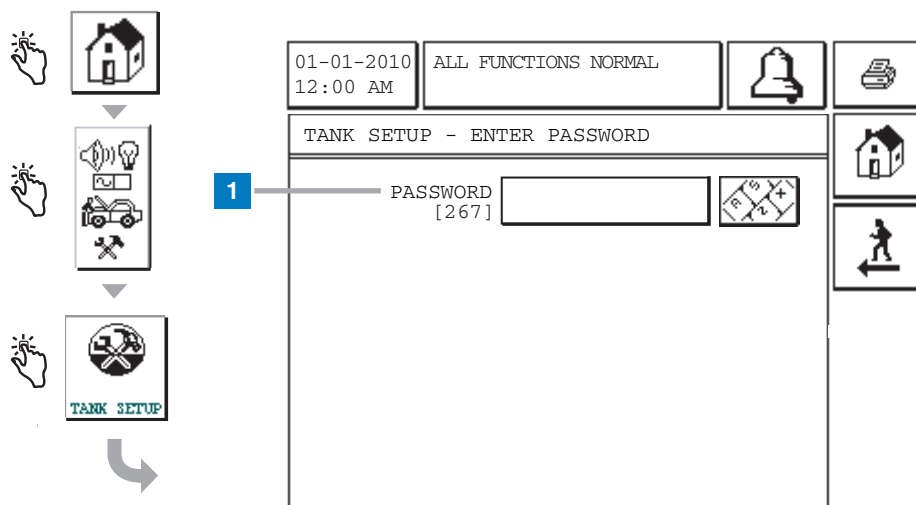 01-01-2010
12:00 AM
ALL FUNCTIONS NORMAL
TANK SETUP - ENTER PASSWORD
1
PASSWORD
[267]
TANK SETUP